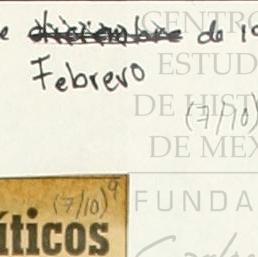 e diciembre de 19
Febrero
CENTRO
ESTUD
DE HIST
(7/10)
DE MEX
(7/10)9
FUNDA
íticos